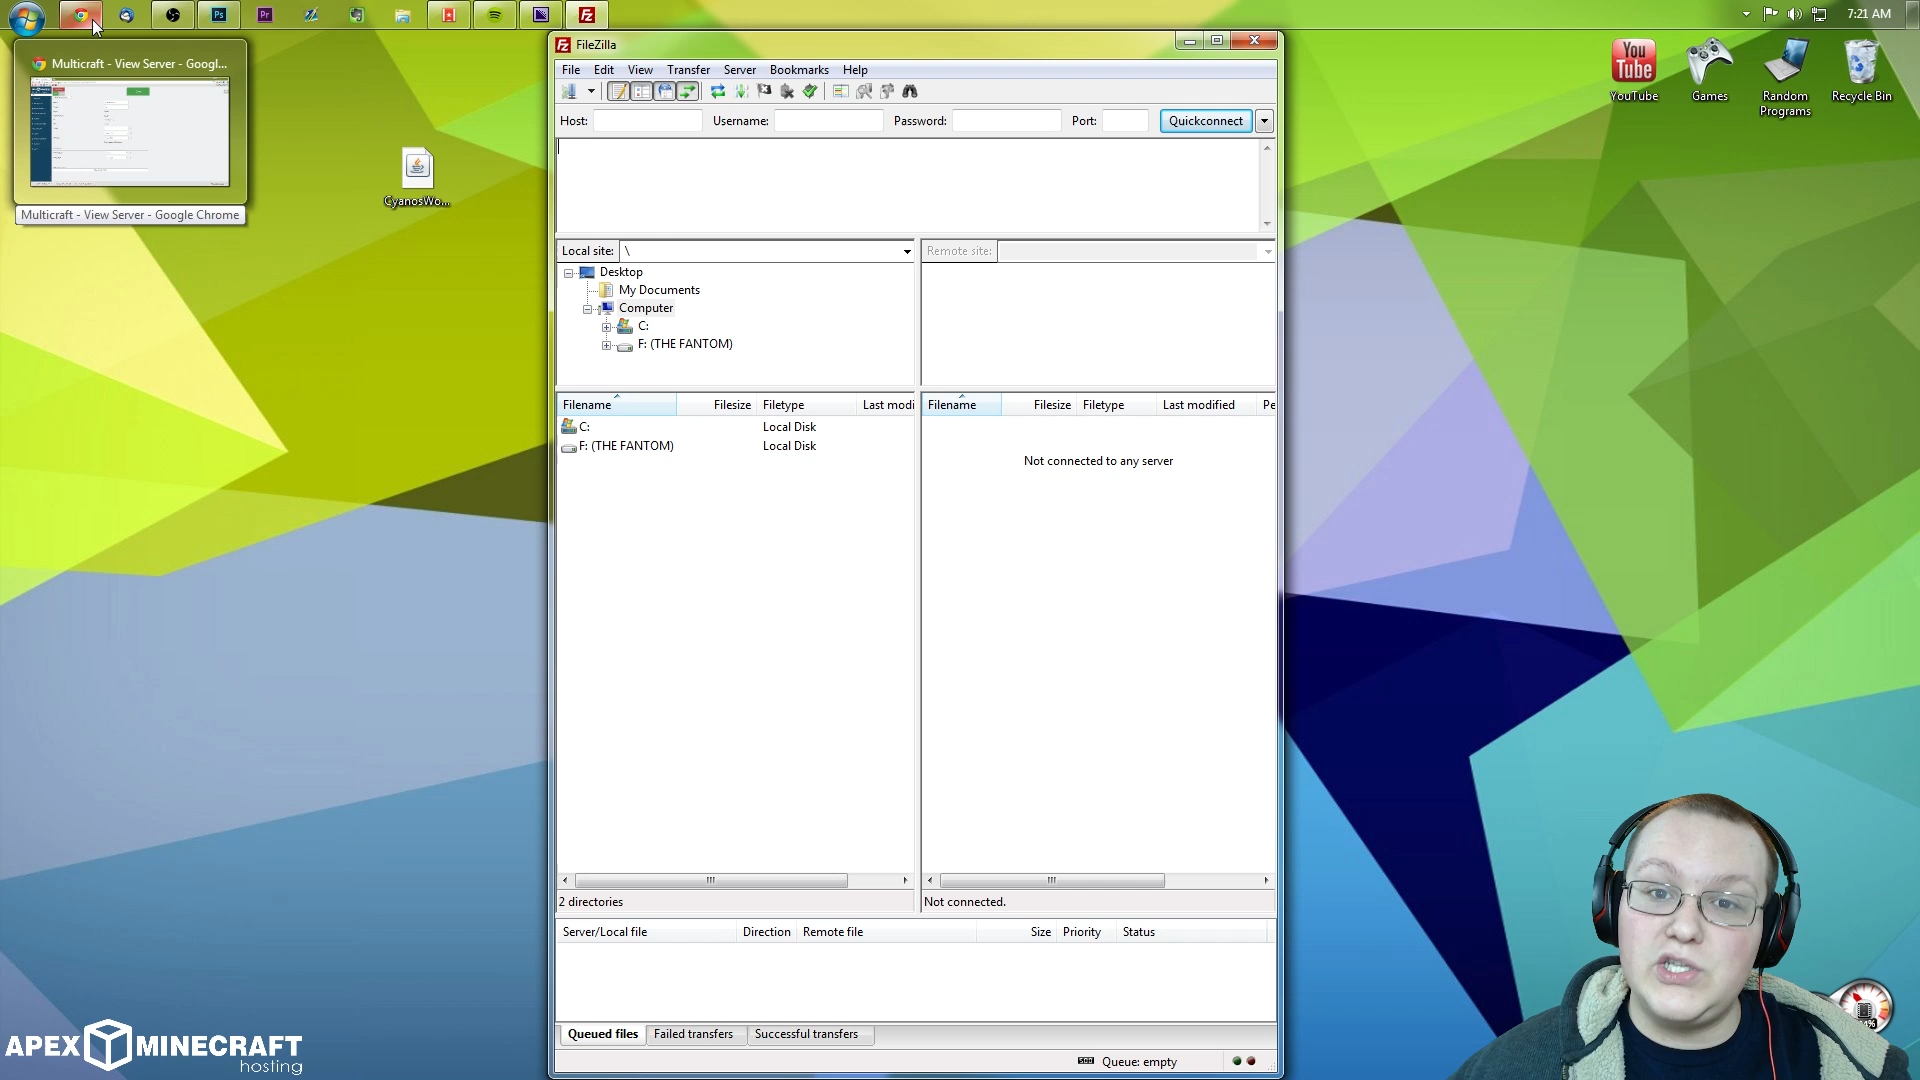 7:21 AM
FileZilla
Multicraft - View Server - Googl...
File Edit View Transfer Server Bookmarks Help
YouTube
You Tube
Games
Random Programs
Recycle Bin
Host: Username: Password: Port: Quickconnect
CyanosWo...
Multicraft - View Server - Google Chrome
Local site: \
Remote site:
Desktop
My Documents
Computer
C:
F: (THE FANTOM)
Filename Filesize Filetype Last modi
Filename Filesize Filetype Last modified Pe
C: Local Disk
F: (THE FANTOM) Local Disk
Not connected to any server
2 directories
Not connected.
Server/Local file Direction Remote file Size Priority Status
Queued files Failed transfers Successful transfers
Queue: empty
APEX MINECRAFT
hosting